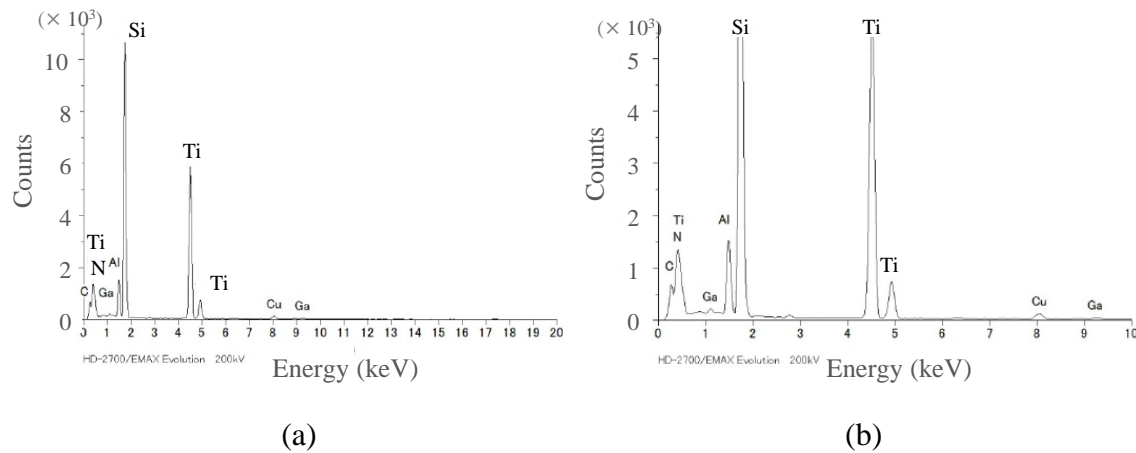 (× 10³)
Si
10
8
6
4
2
0
Counts
Ti
Ti
Ti
N
Al
C
Ga
Cu
Ga
0 1 2 3 4 5 6 7 8 9 10 11 12 13 14 15 16 17 18 19 20
HD-2700/EMAX Evolution 200kV
Energy (keV)
(a)
(× 10³)
Si
Ti
5
4
3
2
1
0
Counts
Ti
N
Al
C
Ti
Ga
Cu
Ga
0 1 2 3 4 5 6 7 8 9 10
HD-2700/EMAX Evolution 200kV
Energy (keV)
(b)